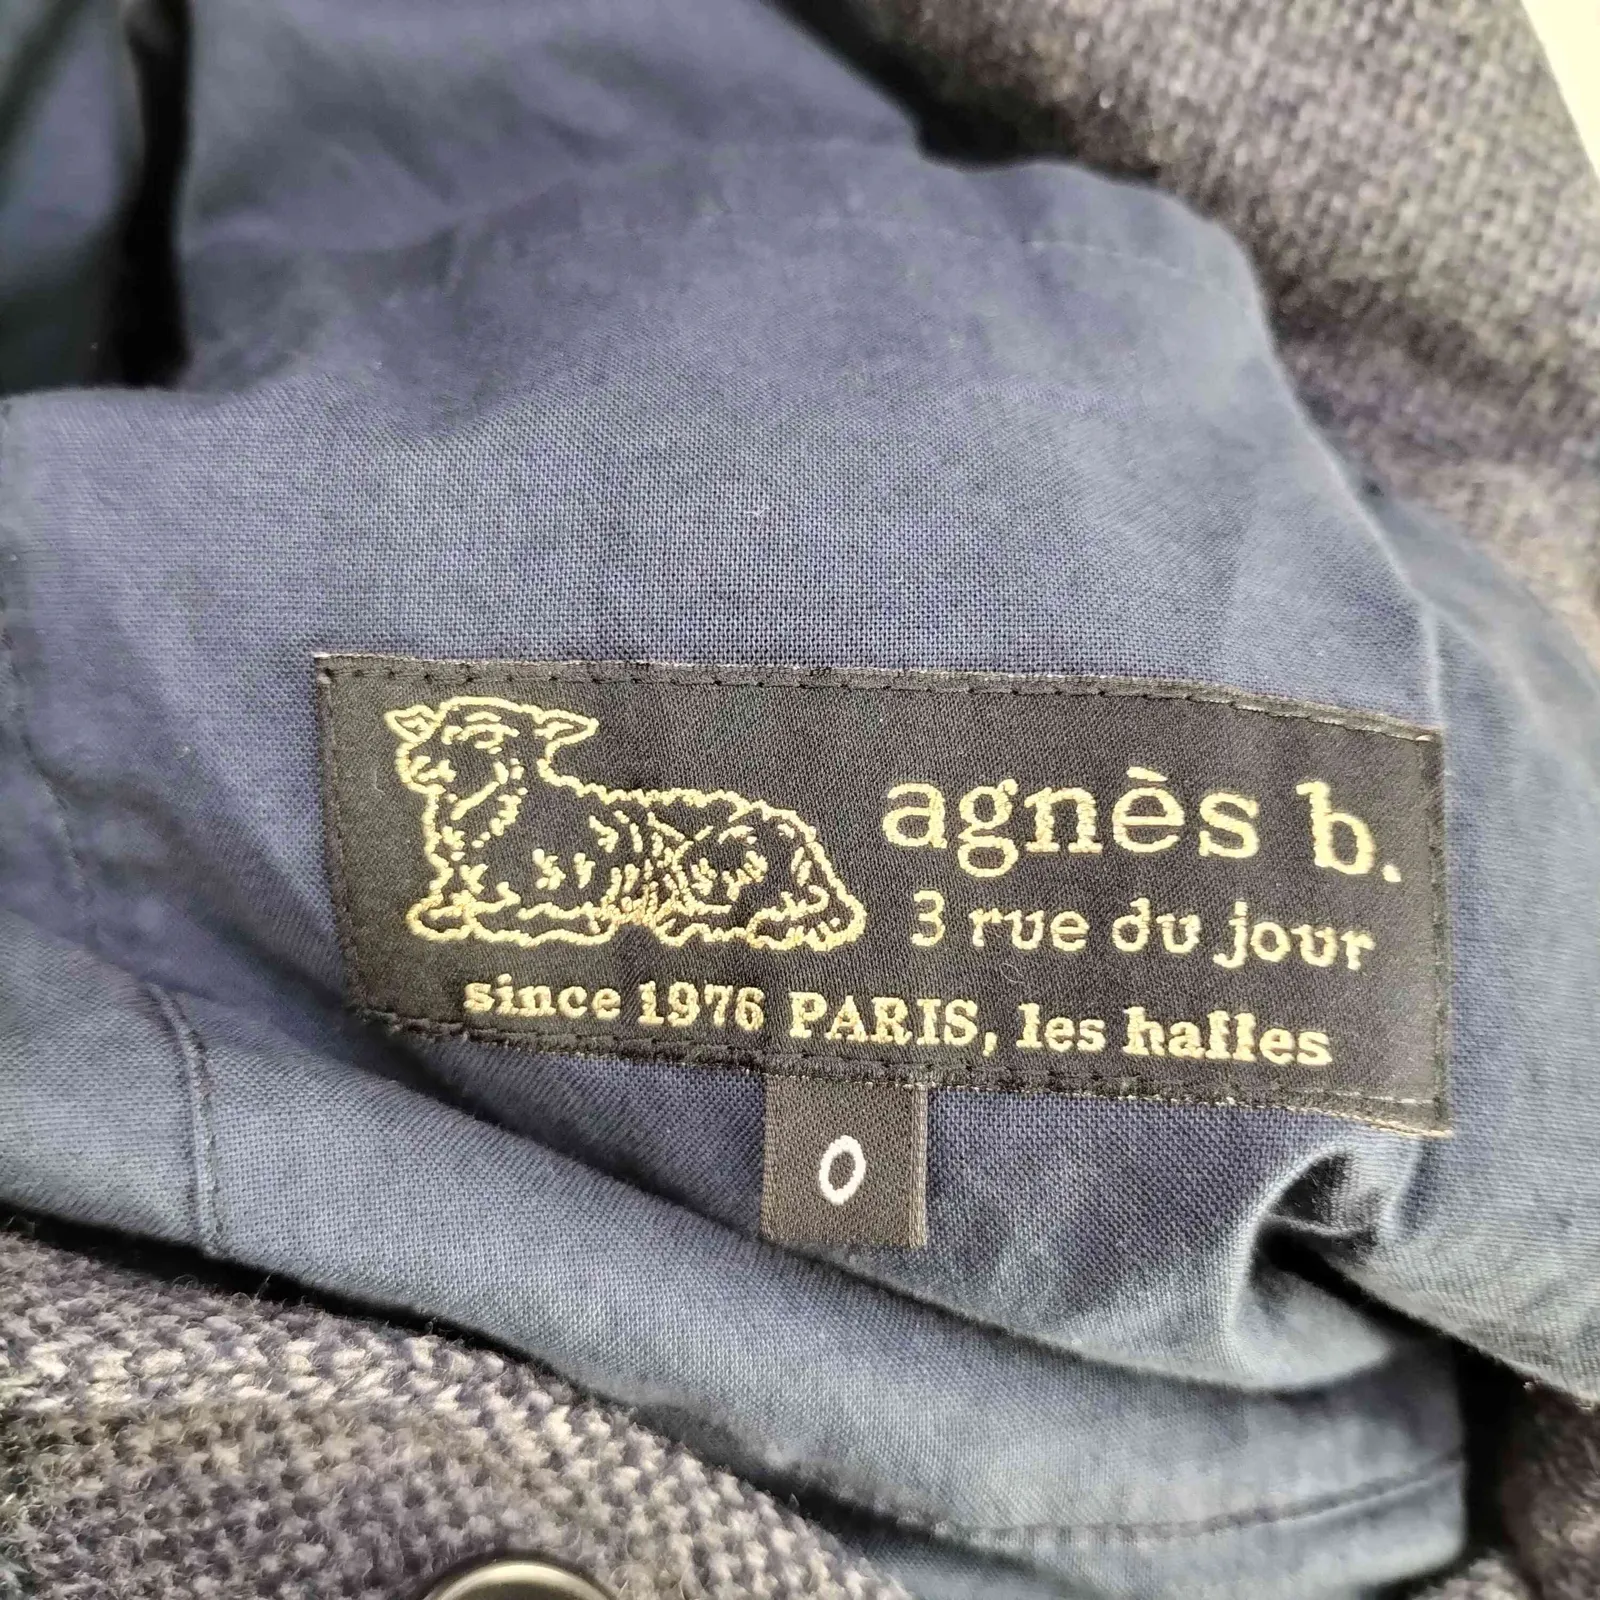 agnès b.
3 rue du jour
since 1976 PARIS, les halles
0